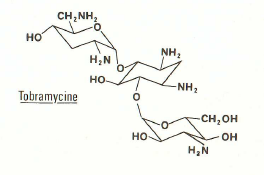 CH₂NH₂
O
HO
H₂N
NH₂
O
HO
NH₂
Tobramycine
O
O
CH₂OH
HO
OH
H₂N